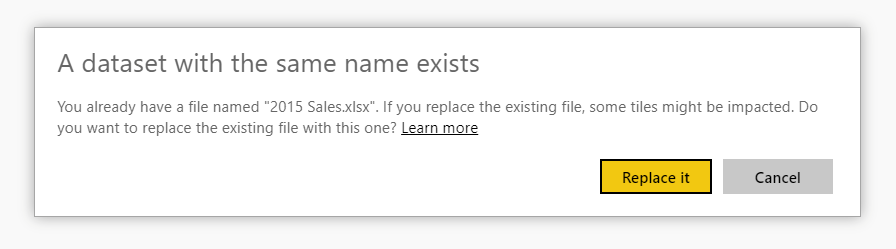 A dataset with the same name exists
You already have a file named "2015 Sales.xlsx". If you replace the existing file, some tiles might be impacted. Do
you want to replace the existing file with this one? Learn more
Replace it
Cancel